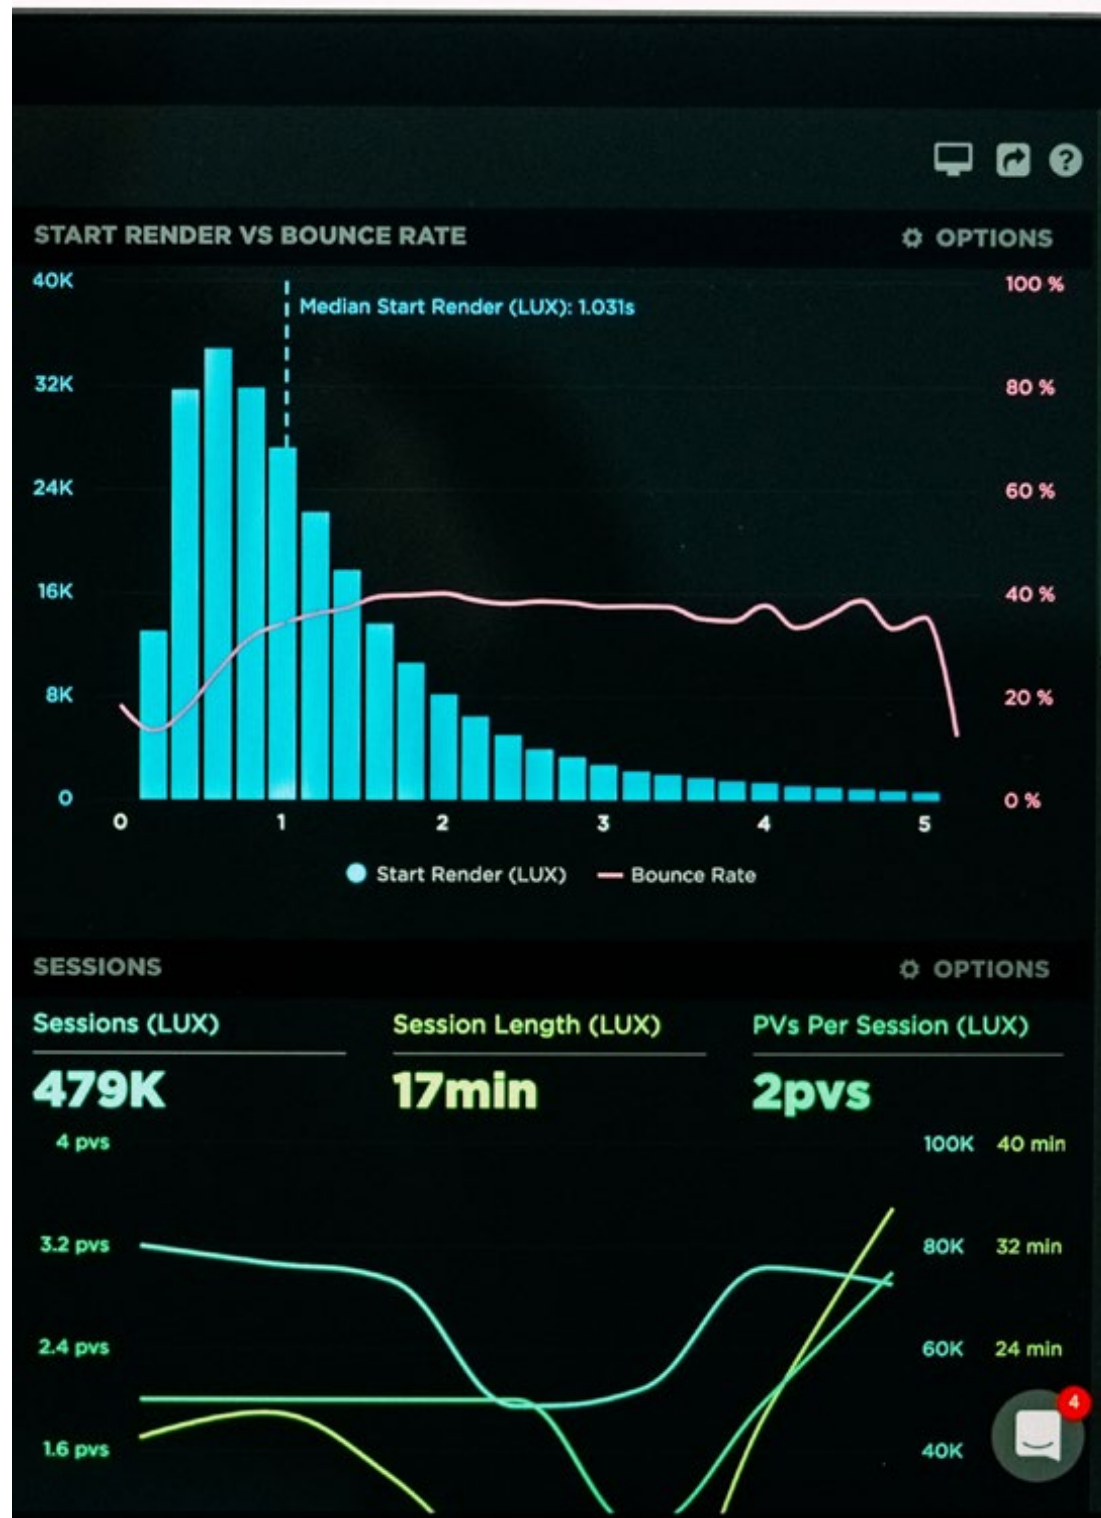 ?
START RENDER VS BOUNCE RATE
OPTIONS
40K
100 %
Median Start Render (LUX): 1.031s
32K
80 %
24K
60 %
16K
40 %
8K
20 %
0
0 %
0 1 2 3 4 5
Start Render (LUX) Bounce Rate
SESSIONS
OPTIONS
Sessions (LUX) Session Length (LUX) PVs Per Session (LUX)
479K 17min 2pvs
4 pvs
100K 40 min
3.2 pvs
80K 32 min
2.4 pvs
60K 24 min
4
1.6 pvs
40K